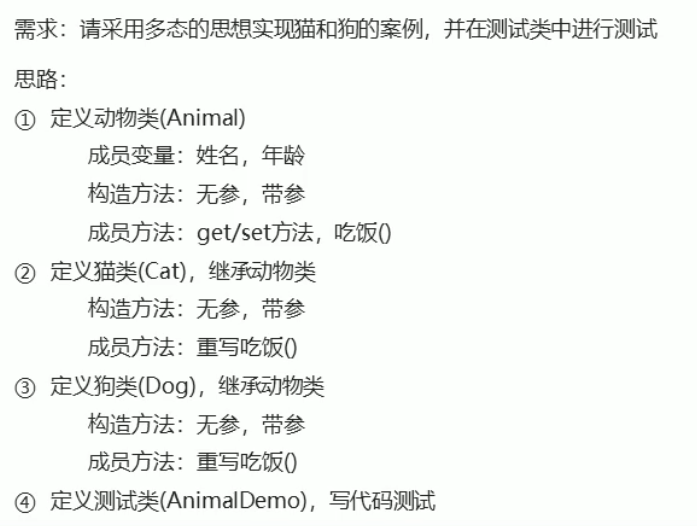 需求：请采用多态的思想实现猫和狗的案例，并在测试类中进行测试
思路：
① 定义动物类(Animal)
成员变量：姓名，年龄
构造方法：无参，带参
成员方法：get/set方法，吃饭()
② 定义猫类(Cat)，继承动物类
构造方法：无参，带参
成员方法：重写吃饭()
③ 定义狗类(Dog)，继承动物类
构造方法：无参，带参
成员方法：重写吃饭()
④ 定义测试类(AnimalDemo)，写代码测试